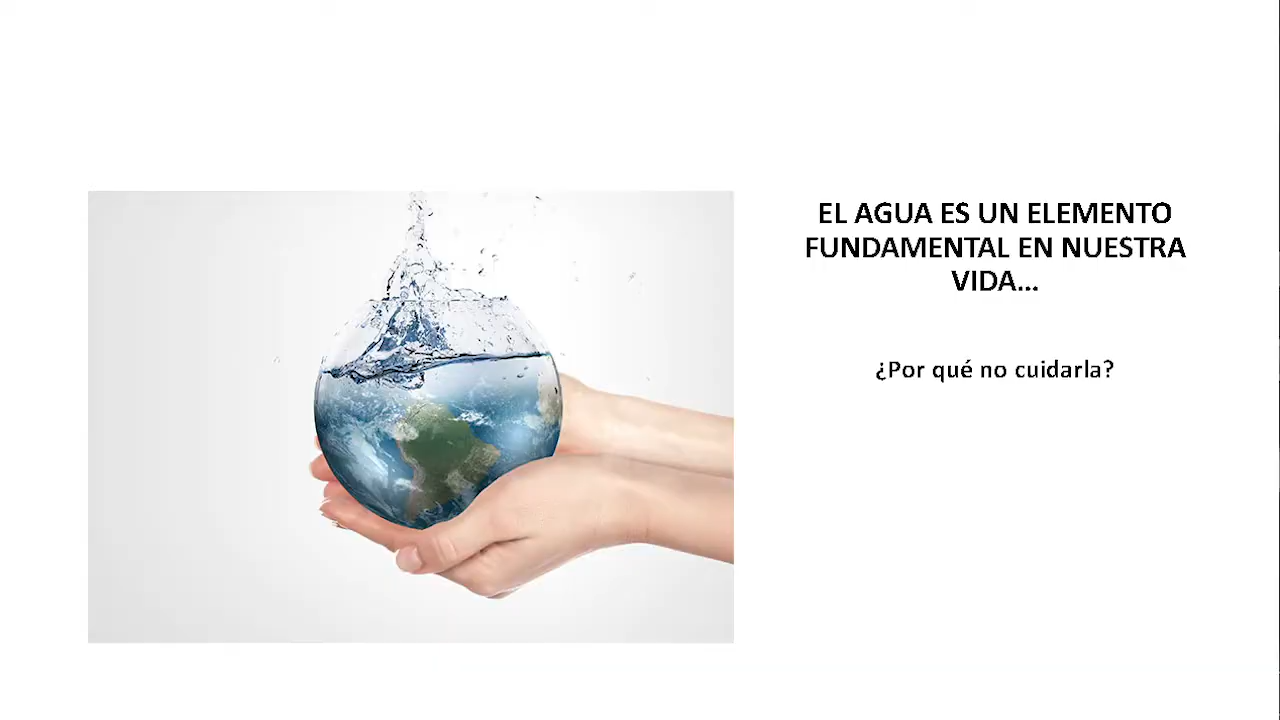 EL AGUA ES UN ELEMENTO
FUNDAMENTAL EN NUESTRA
VIDA...
¿Por qué no cuidarla?